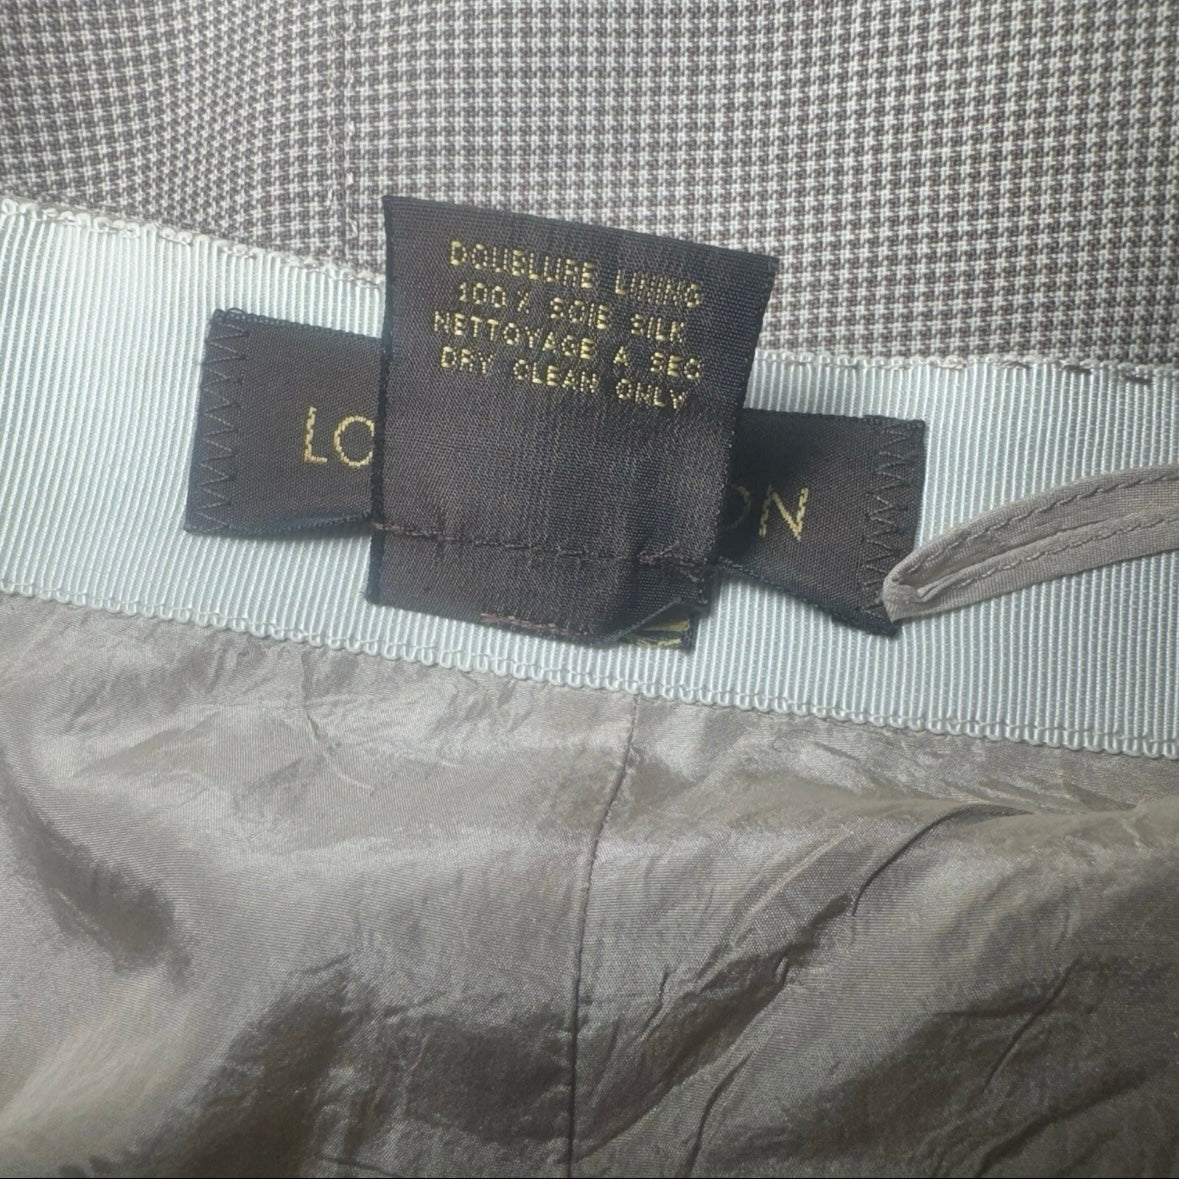 DOUBLURE LINING
100% SOIE SILK
NETTOYAGE A SEC
DRY CLEAN ONLY
LO
ON